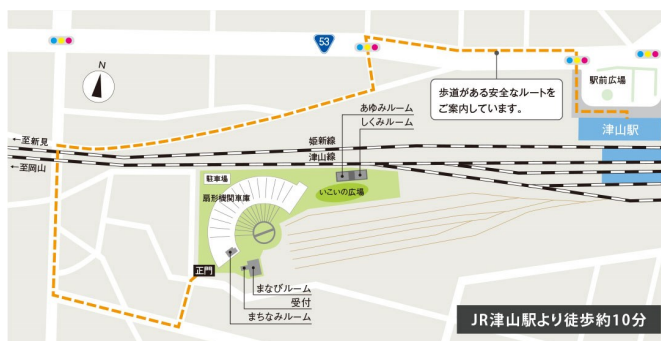 53
N
歩道がある安全なルートを
ご案内しています。
駅前広場
津山駅
あゆみルーム
しくみルーム
←至新見
姫新線
津山線
←至岡山
駐車場
扇形機関車庫
いこいの広場
正門
まなびルーム
受付
まちなみルーム
JR津山駅より徒歩約10分